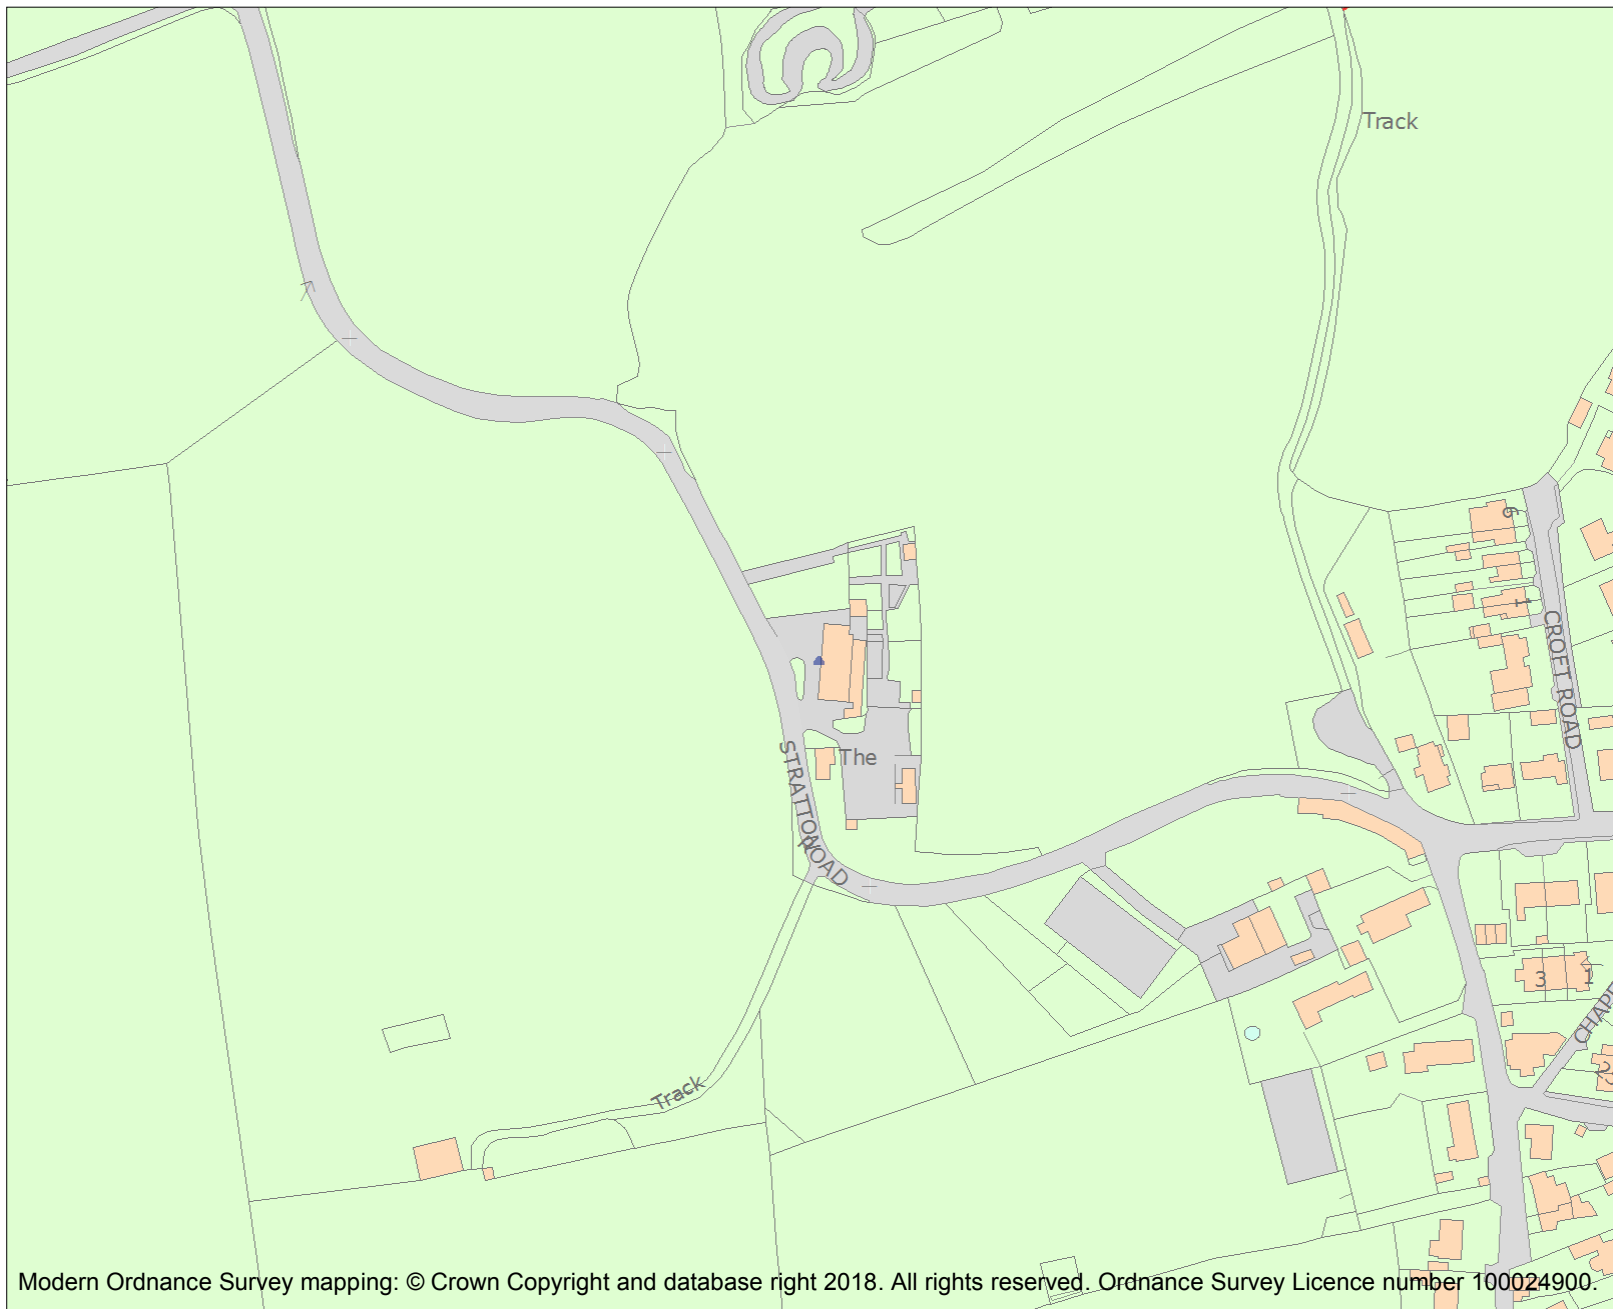 Track
6
1
CROFT ROAD
The
STRATTON
ROAD
3
1
Track
Modern Ordnance Survey mapping: © Crown Copyright and database right 2018. All rights reserved. Ordnance Survey Licence number 100024900.